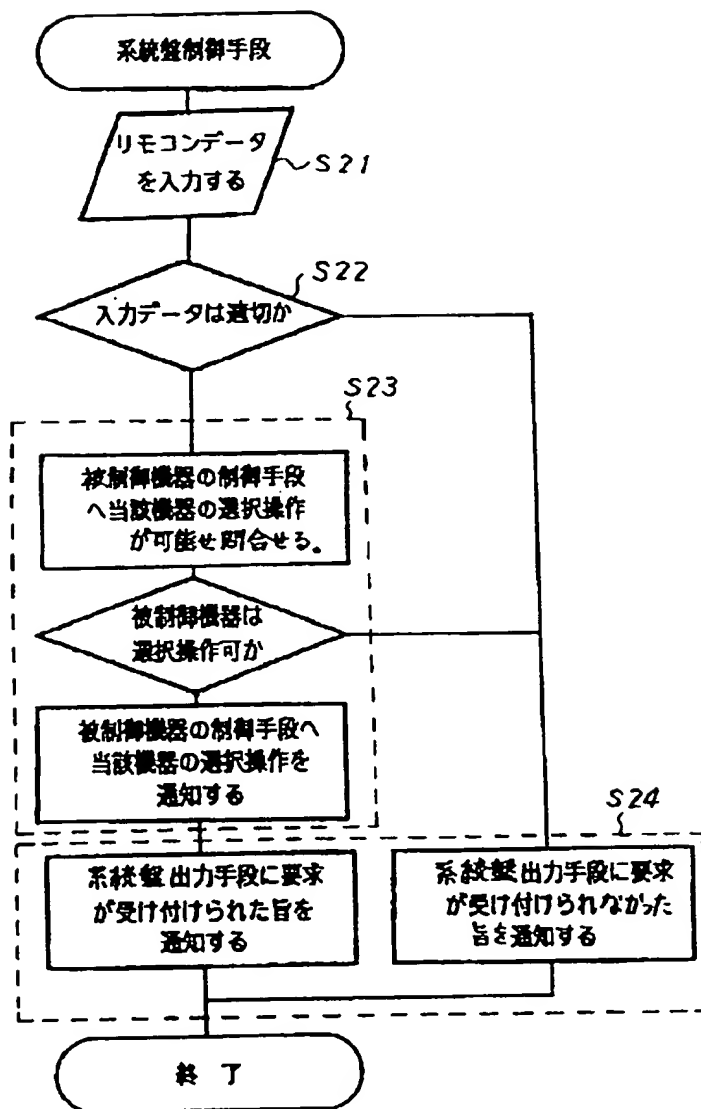 系統盤制御手段
リモコンデータ
を入力する
S21
S22
入力データは適切か
S23
被制御機器の制御手段
へ当該機器の選択操作
が可能せ問合せる。
被制御機器は
選択操作可か
被制御機器の制御手段へ
当該機器の選択操作を
通知する
S24
系統盤出力手段に要求
が受け付けられた旨を
通知する
系統盤出力手段に要求
が受け付けられなかった
旨を通知する
終了